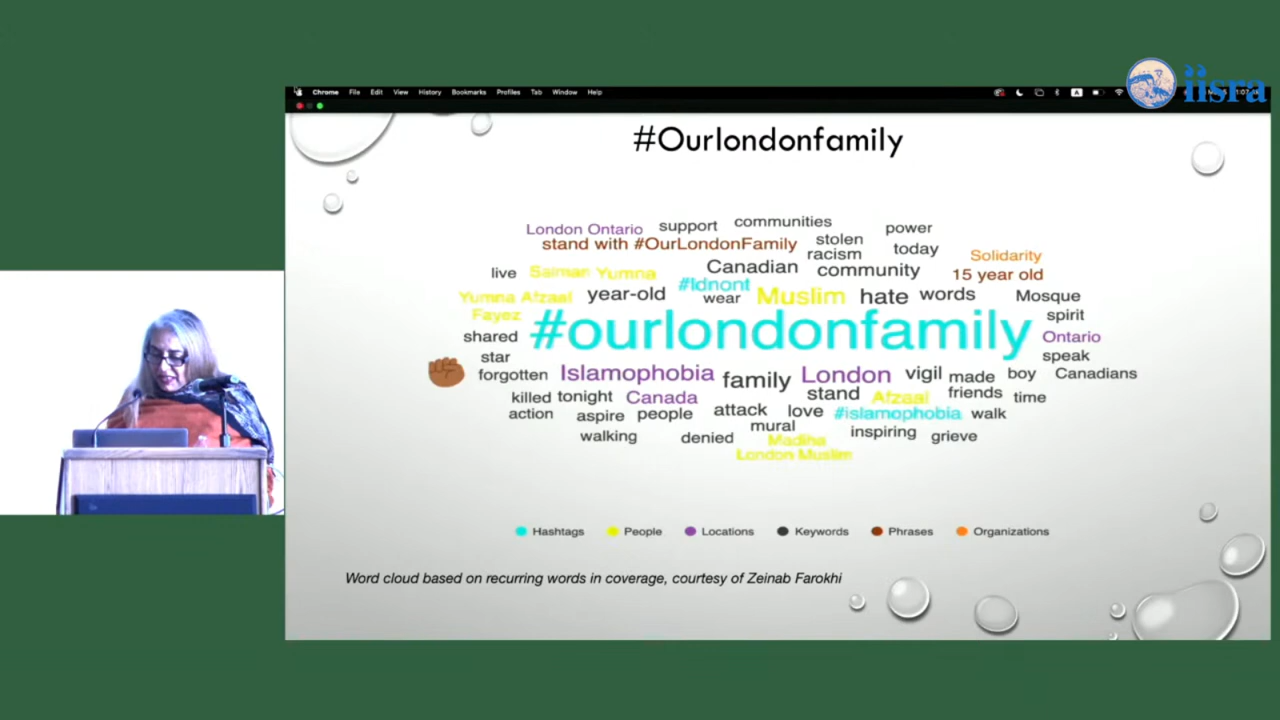 iisra
Chrome File Edit View History Bookmarks Profiles Tab Window Help
#Ourlondonfamily
London Ontario support communities power
stand with #OurLondonFamily stolen today
racism Solidarity
live Salman Yumna Canadian community 15 year old
#ldnont
Yumna Afzaal year-old wear Muslim hate words Mosque
Fayez spirit
shared #ourlondonfamily Ontario
star speak
forgotten Islamophobia family London vigil made boy Canadians
killed tonight Canada stand Afzaal friends time
action aspire people attack love #islamophobia walk
mural
walking denied Madiha inspiring grieve
London Muslim
Hashtags People Locations Keywords Phrases Organizations
Word cloud based on recurring words in coverage, courtesy of Zeinab Farokhi